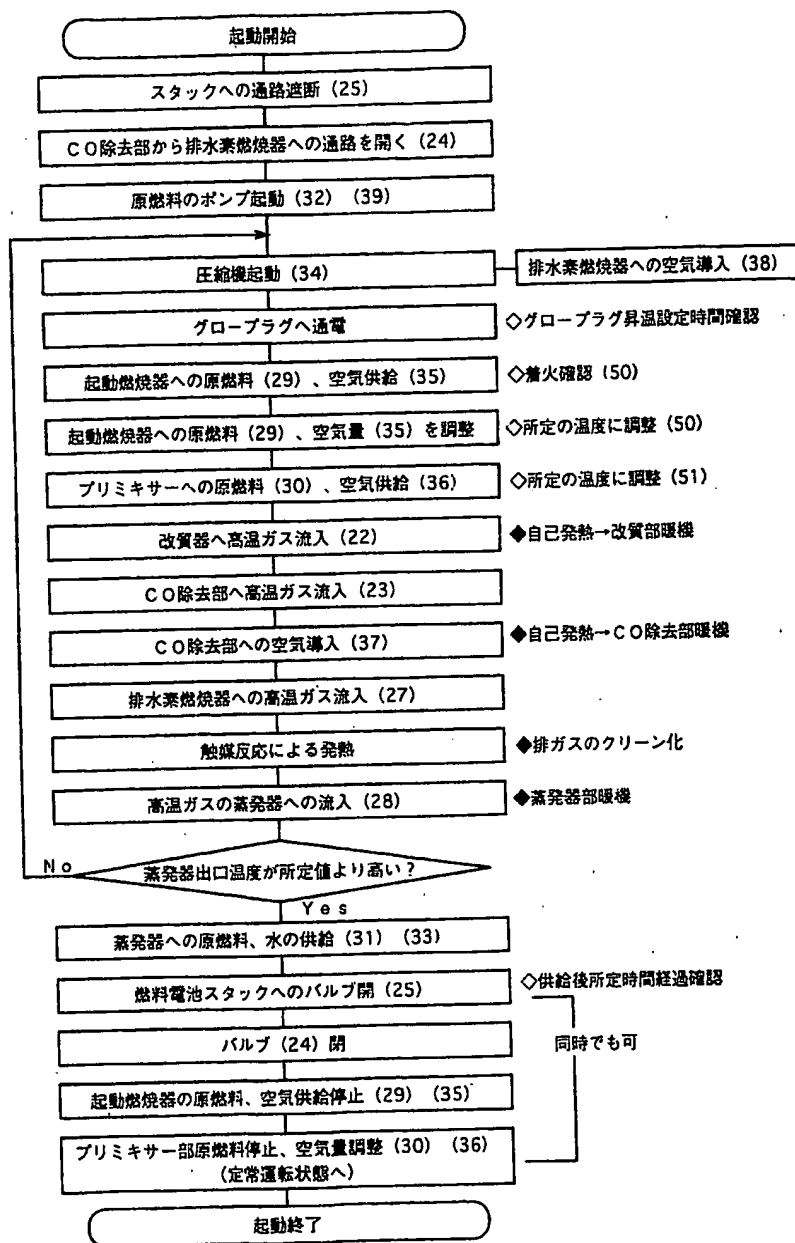 起動開始
スタックへの通路遮断 (25)
CO除去部から排水素燃焼器への通路を開く (24)
原燃料のポンプ起動 (32) (39)
圧縮機起動 (34)
排水素燃焼器への空気導入 (38)
グロープラグへ通電
◇グロープラグ昇温設定時間確認
起動燃焼器への原燃料 (29) 、空気供給 (35)
◇着火確認 (50)
起動燃焼器への原燃料 (29) 、空気量 (35) を調整
◇所定の温度に調整 (50)
プリミキサーへの原燃料 (30) 、空気供給 (36)
◇所定の温度に調整 (51)
改質器へ高温ガス流入 (22)
◆自己発熱→改質部暖機
CO除去部へ高温ガス流入 (23)
CO除去部への空気導入 (37)
◆自己発熱→CO除去部暖機
排水素燃焼器への高温ガス流入 (27)
触媒反応による発熱
◆排ガスのクリーン化
高温ガスの蒸発器への流入 (28)
◆蒸発器部暖機
No
蒸発器出口温度が所定値より高い?
Yes
蒸発器への原燃料、水の供給 (31) (33)
燃料電池スタックへのバルブ開 (25)
◇供給後所定時間経過確認
バルブ (24) 閉
同時でも可
起動燃焼器の原燃料、空気供給停止 (29) (35)
プリミキサー部原燃料停止、空気量調整 (30) (36)
(定常運転状態へ)
起動終了